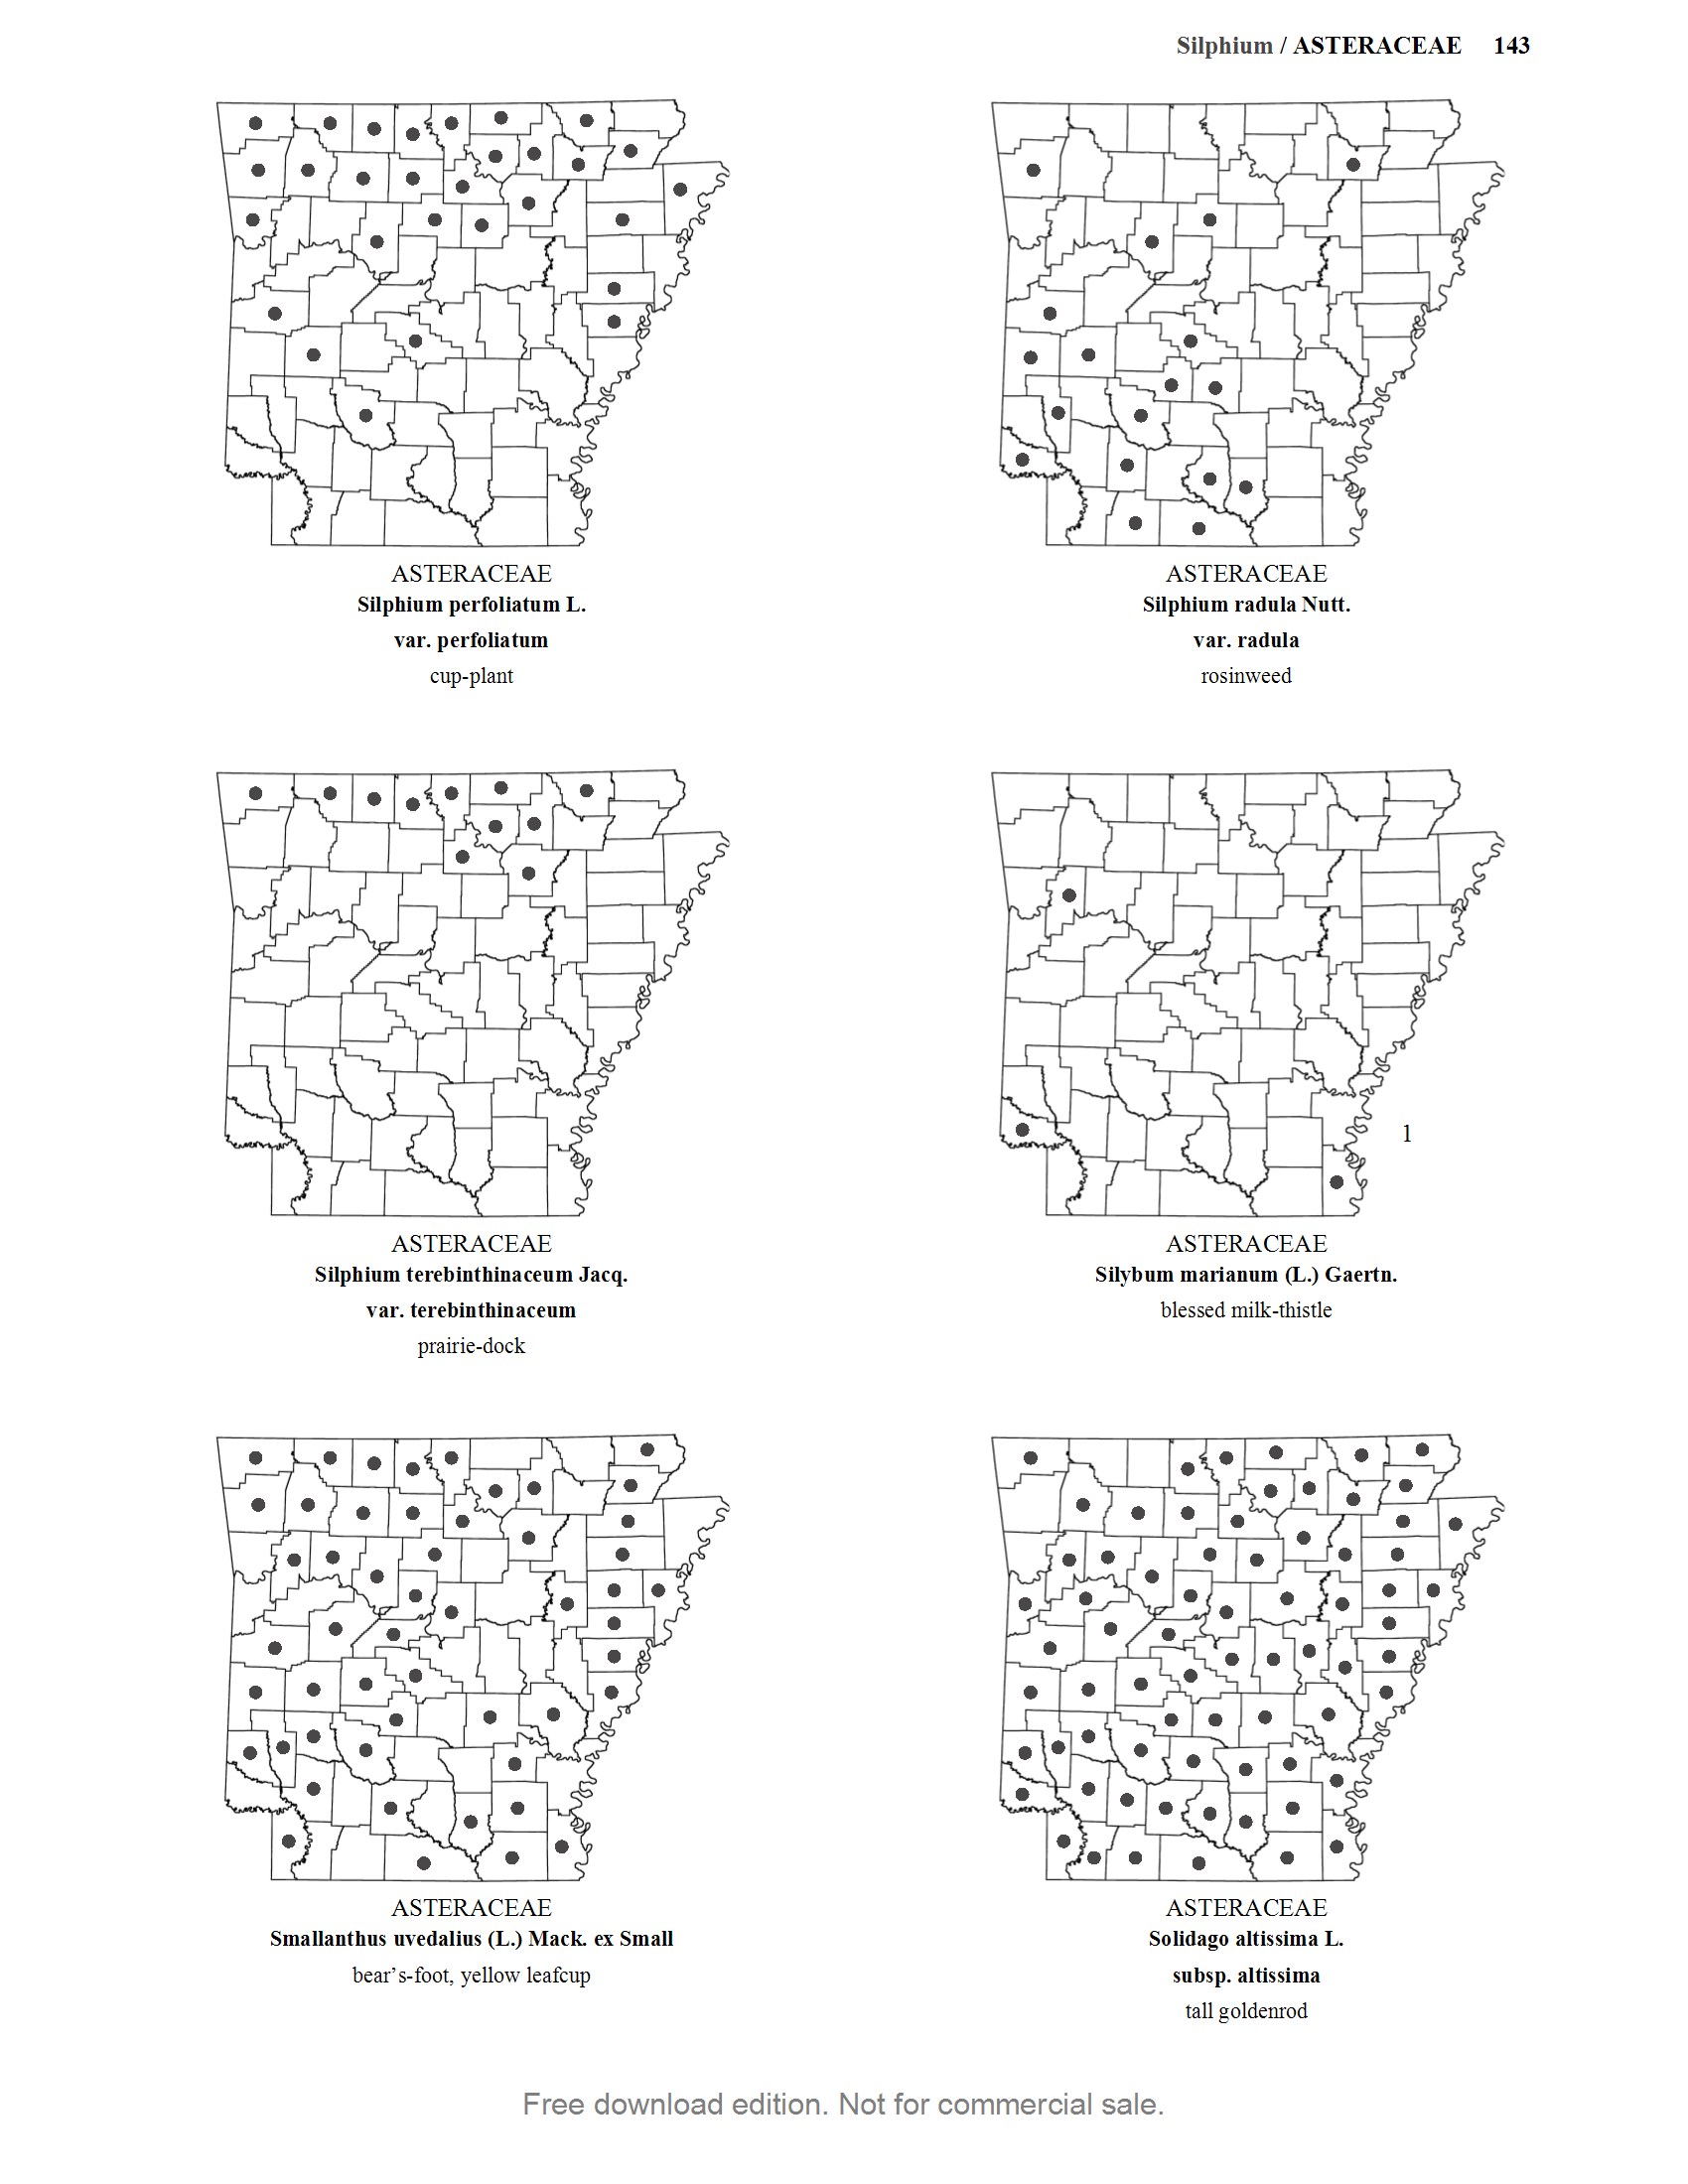 Silphium / ASTERACEAE 143
ASTERACEAE
Silphium perfoliatum L.
var. perfoliatum
cup-plant
ASTERACEAE
Silphium radula Nutt.
var. radula
rosinweed
ASTERACEAE
Silphium terebinthinaceum Jacq.
var. terebinthinaceum
prairie-dock
1
ASTERACEAE
Silybum marianum (L.) Gaertn.
blessed milk-thistle
ASTERACEAE
Smallanthus uvedalius (L.) Mack. ex Small
bear’s-foot, yellow leafcup
ASTERACEAE
Solidago altissima L.
subsp. altissima
tall goldenrod
Free download edition. Not for commercial sale.